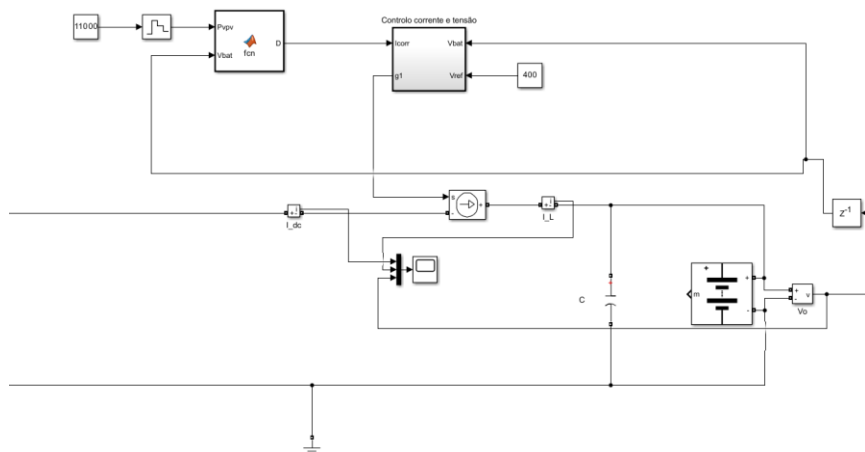 Controlo corrente e tensão
11000
Pvpv
Vbat
fcn
D
Icorr
g1
Vbat
Vref
400
s
+
-
I_dc
I_L
Z-1
C
+
m
+
-
+
-
v
Vo